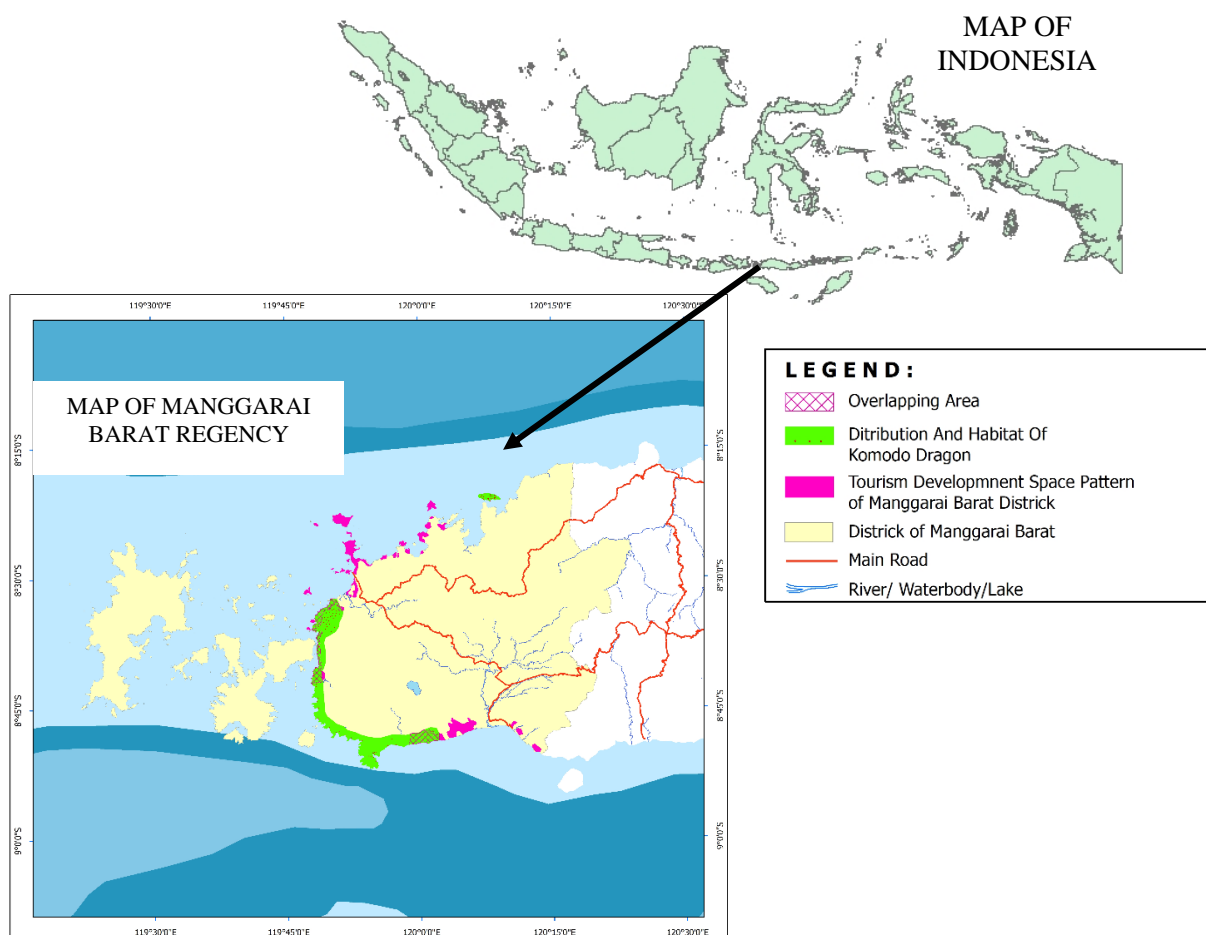 MAP OF
INDONESIA
119°30'0"E
119°45'0"E
120°0'0"E
120°15'0"E
120°30'0"E
MAP OF MANGGARAI
BARAT REGENCY
8°15'0"S
8°15'0"S
8°30'0"S
8°30'0"S
8°45'0"S
8°45'0"S
9°0'0"S
9°0'0"S
119°30'0"E
119°45'0"E
120°0'0"E
120°15'0"E
120°30'0"E
LEGEND:
Overlapping Area
Ditribution And Habitat Of
Komodo Dragon
Tourism Developmnent Space Pattern
of Manggarai Barat Districk
Districk of Manggarai Barat
Main Road
River/ Waterbody/Lake